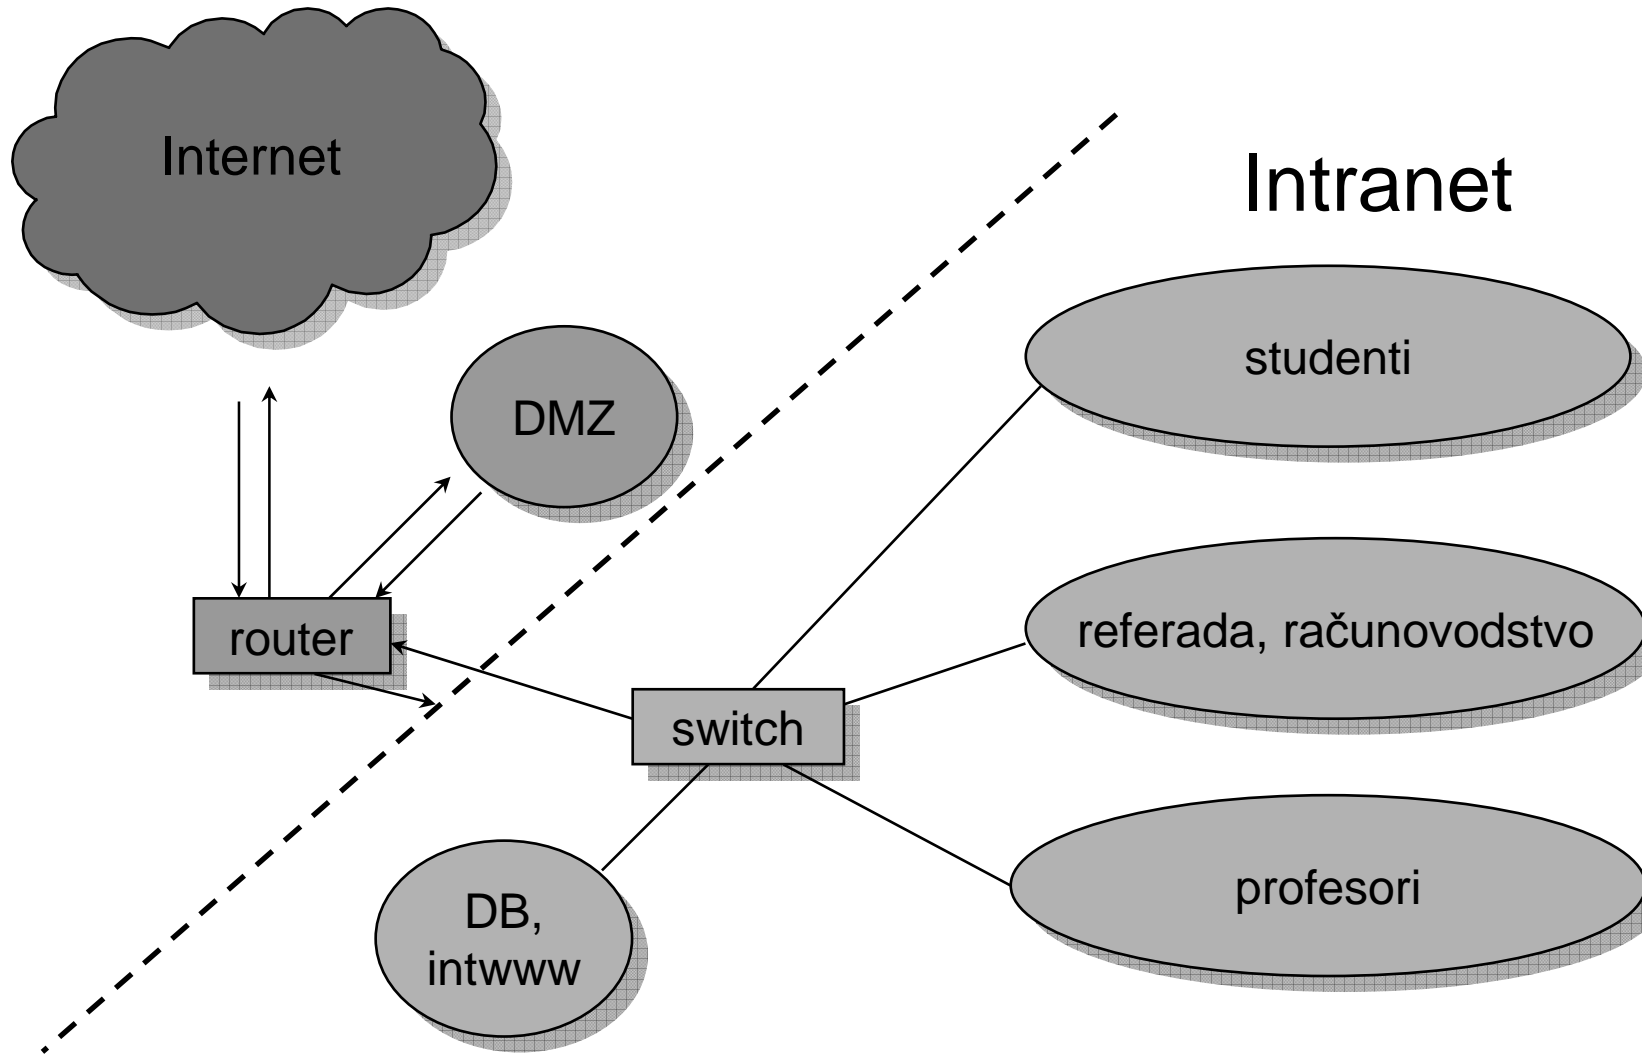 Internet
Intranet
studenti
DMZ
referada, računovodstvo
router
switch
profesori
DB,
intwww